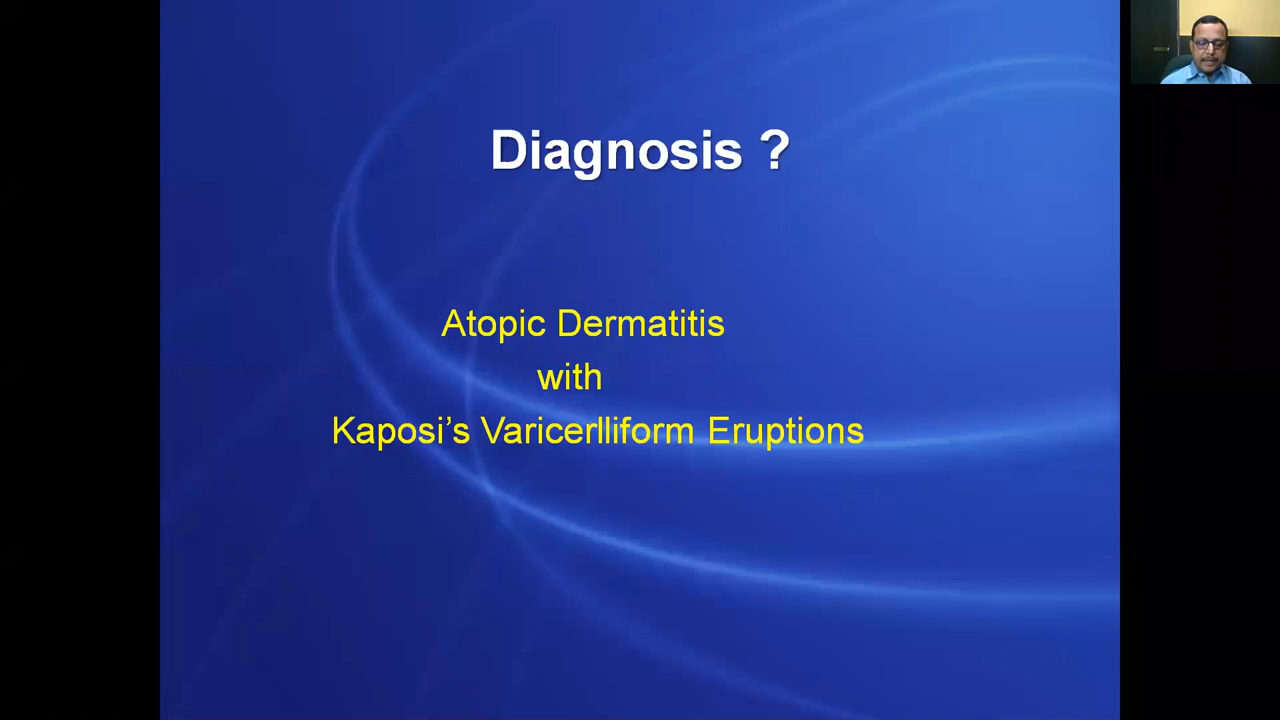 Diagnosis ?
Atopic Dermatitis
with
Kaposi’s Varicerlliform Eruptions